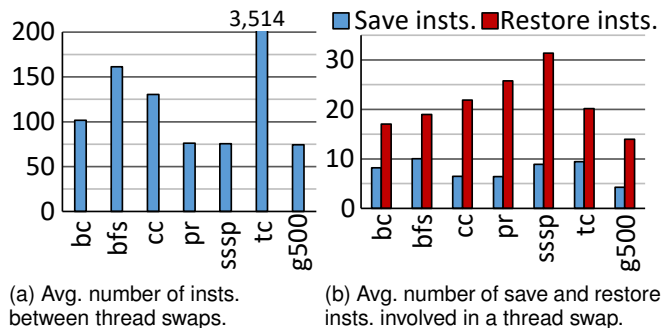 3,514
200
150
100
50
0
bc
bfs
cc
pr
sssp
tc
g500
(a) Avg. number of insts.
between thread swaps.
Save insts. Restore insts.
30
20
10
0
bc
bfs
cc
pr
sssp
tc
g500
(b) Avg. number of save and restore
insts. involved in a thread swap.